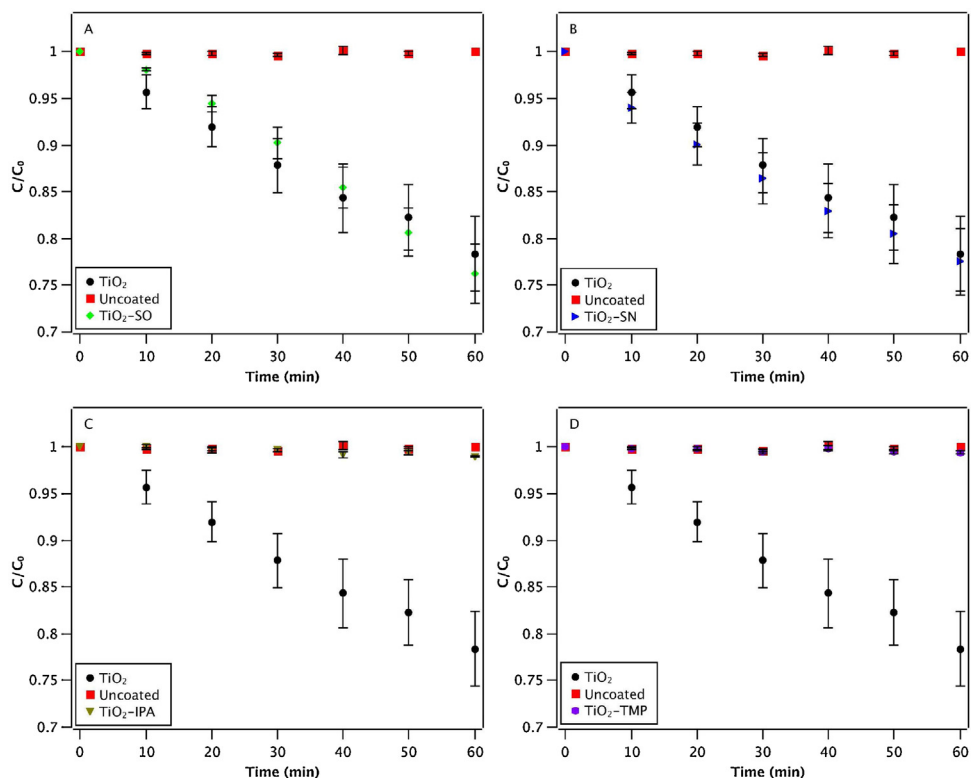 A
1
0.95
0.9
0.85
0.8
0.75
0.7
C/C₀
TiO₂
Uncoated
TiO₂-SO
0 10 20 30 40 50 60
Time (min)
B
1
0.95
0.9
0.85
0.8
0.75
0.7
C/C₀
TiO₂
Uncoated
TiO₂-SN
0 10 20 30 40 50 60
Time (min)
C
1
0.95
0.9
0.85
0.8
0.75
0.7
C/C₀
TiO₂
Uncoated
TiO₂-IPA
0 10 20 30 40 50 60
Time (min)
D
1
0.95
0.9
0.85
0.8
0.75
0.7
C/C₀
TiO₂
Uncoated
TiO₂-TMP
0 10 20 30 40 50 60
Time (min)